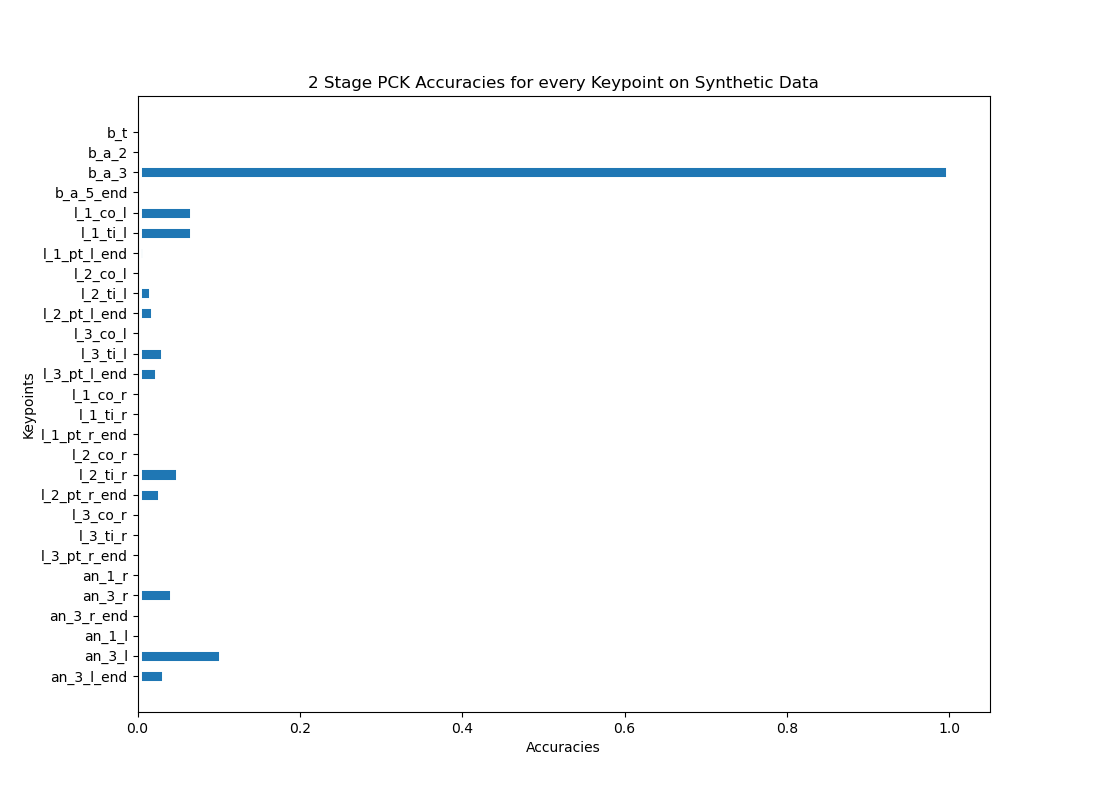 2 Stage PCK Accuracies for every Keypoint on Synthetic Data
b_t
b_a_2
b_a_3
b_a_5_end
l_1_co_l
l_1_ti_l
l_1_pt_l_end
l_2_co_l
l_2_ti_l
l_2_pt_l_end
l_3_co_l
l_3_ti_l
l_3_pt_l_end
l_1_co_r
l_1_ti_r
l_1_pt_r_end
l_2_co_r
l_2_ti_r
l_2_pt_r_end
l_3_co_r
l_3_ti_r
l_3_pt_r_end
an_1_r
an_3_r
an_3_r_end
an_1_l
an_3_l
an_3_l_end
Keypoints
0.0 0.2 0.4 0.6 0.8 1.0
Accuracies